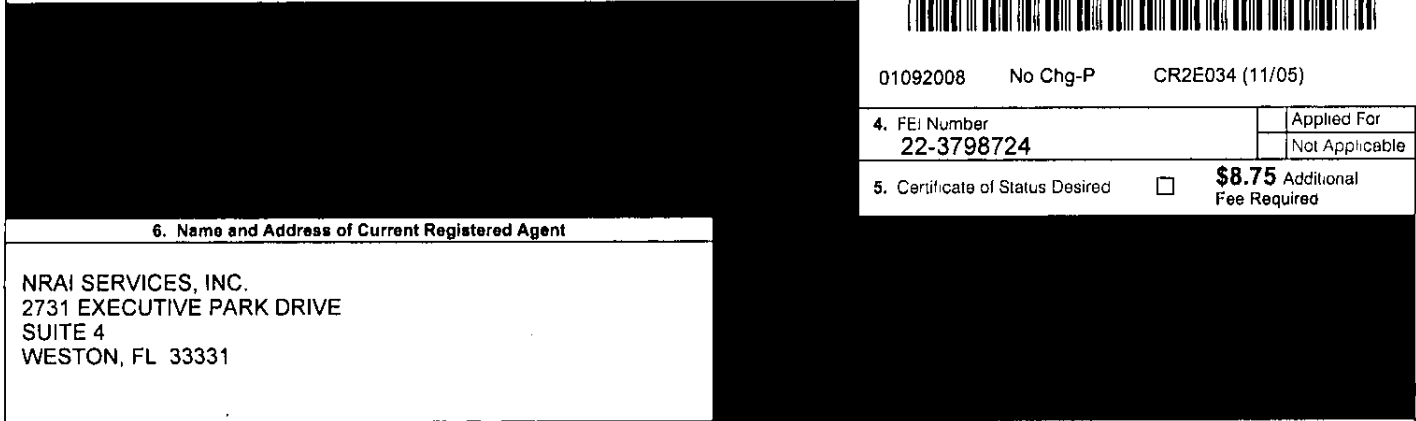 01092008 No Chg-P CR2E034 (11/05)
4. FEI Number
22-3798724
Applied For
Not Applicable
5. Certificate of Status Desired $8.75 Additional
Fee Required
6. Name and Address of Current Registered Agent
NRAI SERVICES, INC.
2731 EXECUTIVE PARK DRIVE
SUITE 4
WESTON, FL 33331